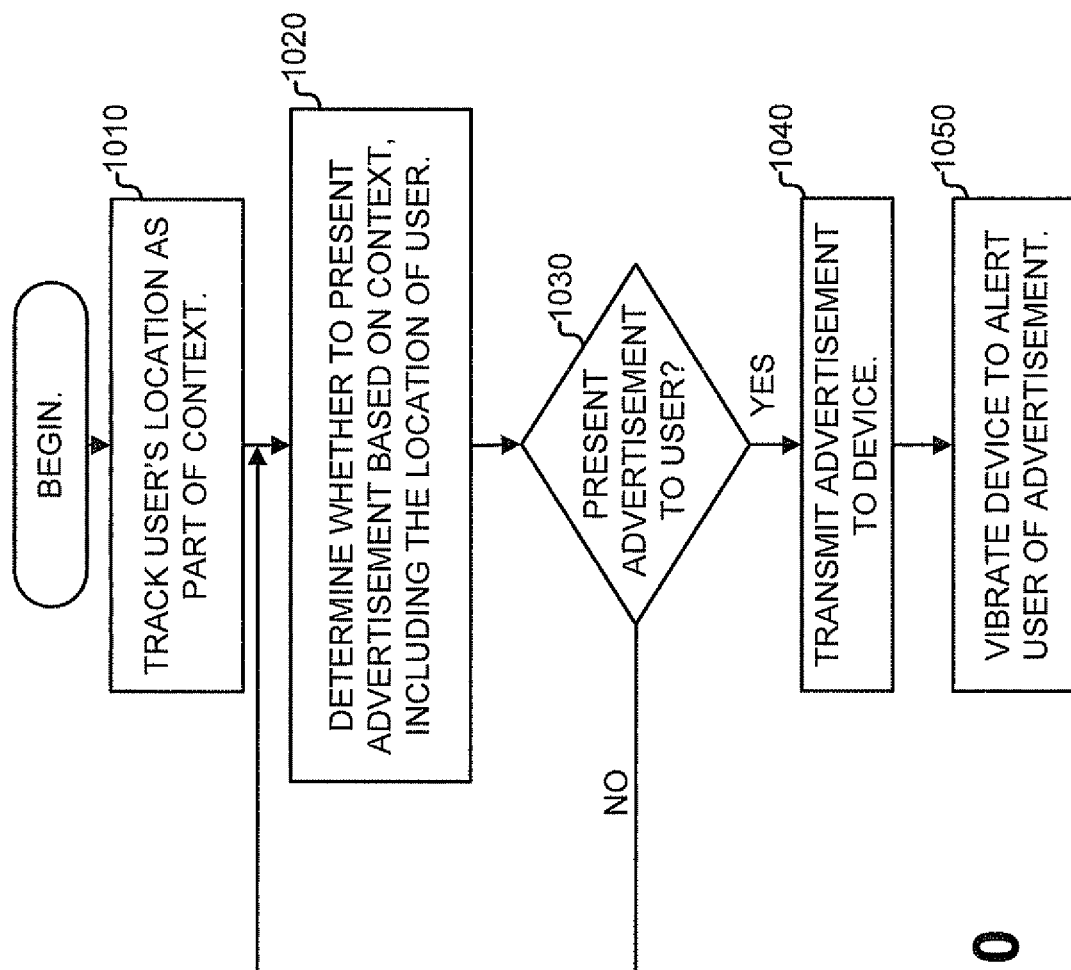 BEGIN.
1010
TRACK USER'S LOCATION AS
PART OF CONTEXT.
1020
DETERMINE WHETHER TO PRESENT
ADVERTISEMENT BASED ON CONTEXT,
INCLUDING THE LOCATION OF USER.
1030
PRESENT
ADVERTISEMENT
TO USER?
NO
YES
1040
TRANSMIT ADVERTISEMENT
TO DEVICE.
1050
VIBRATE DEVICE TO ALERT
USER OF ADVERTISEMENT.
0